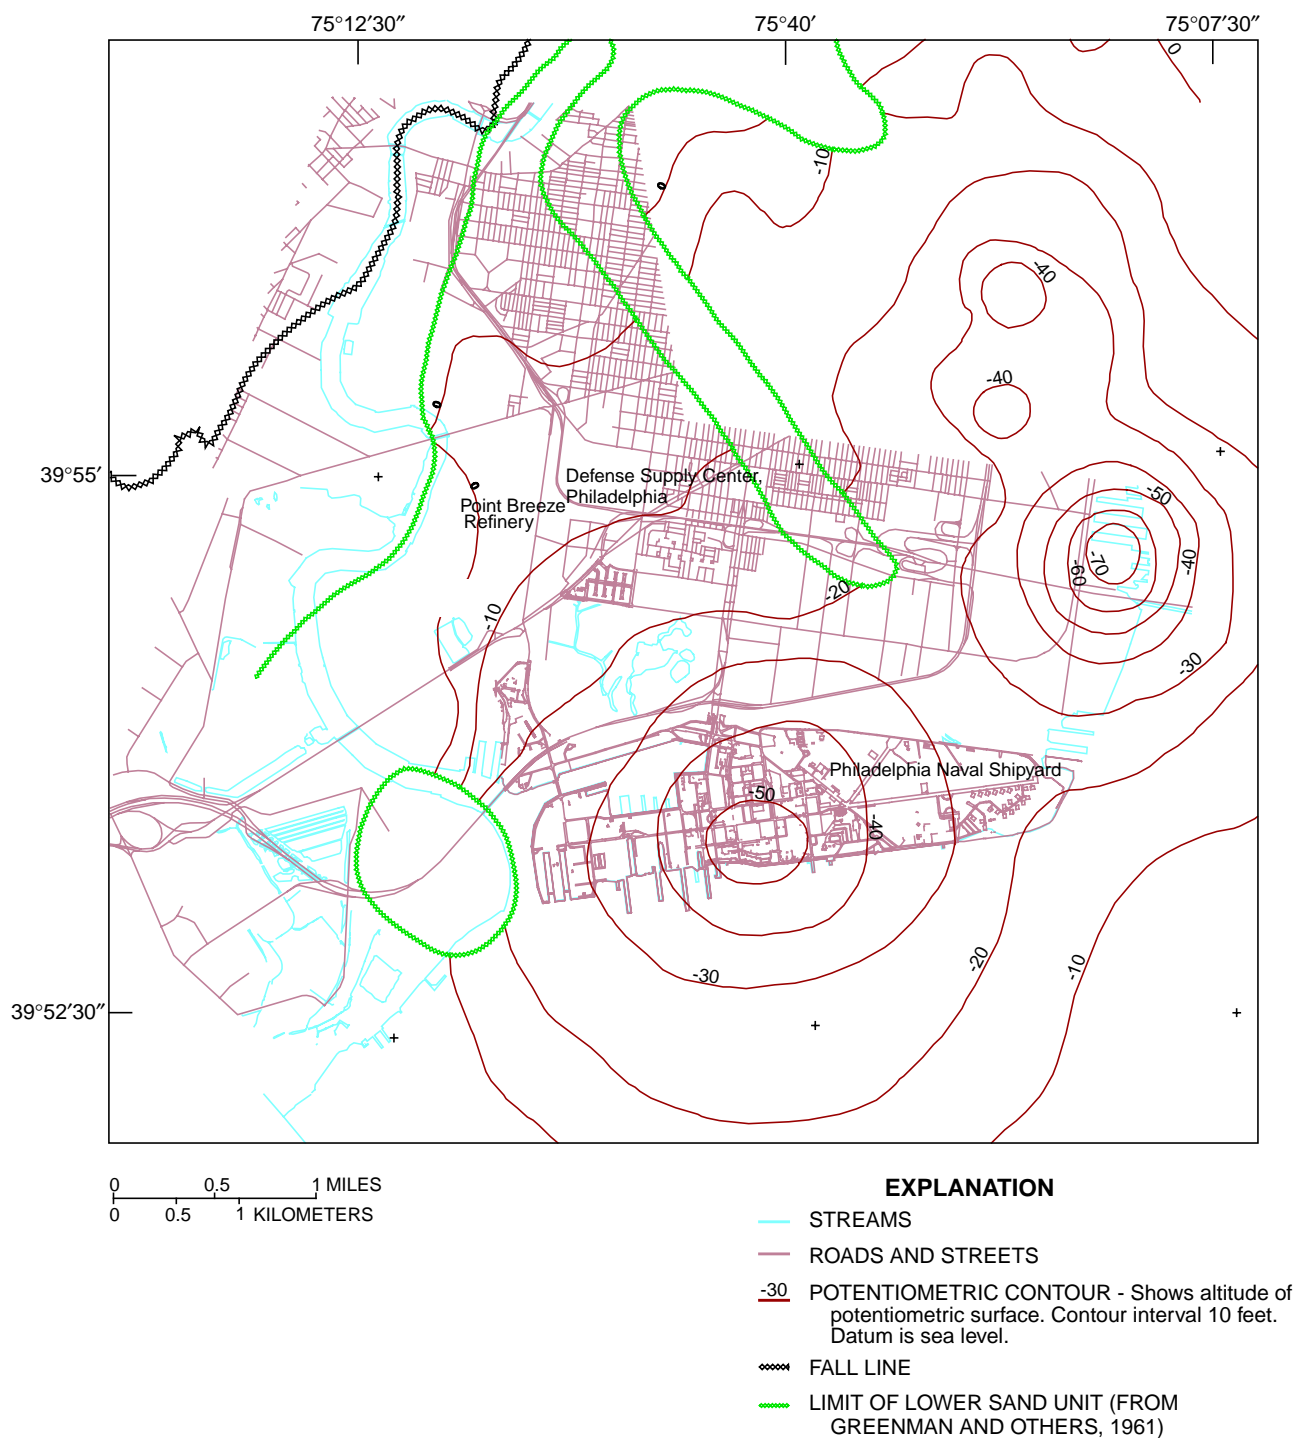 75°12′30″
75°40′
75°07′30″
0
-10
0
-40
-40
0
39°55′
0
Defense Supply Center,
Philadelphia
Point Breeze
Refinery
-50
-70
-60
-40
-20
-10
-30
Philadelphia Naval Shipyard
-50
-40
-30
-20
-10
39°52′30″
0 0.5 1 MILES
0 0.5 1 KILOMETERS
EXPLANATION
STREAMS
ROADS AND STREETS
-30 POTENTIOMETRIC CONTOUR - Shows altitude of
potentiometric surface. Contour interval 10 feet.
Datum is sea level.
FALL LINE
LIMIT OF LOWER SAND UNIT (FROM
GREENMAN AND OTHERS, 1961)